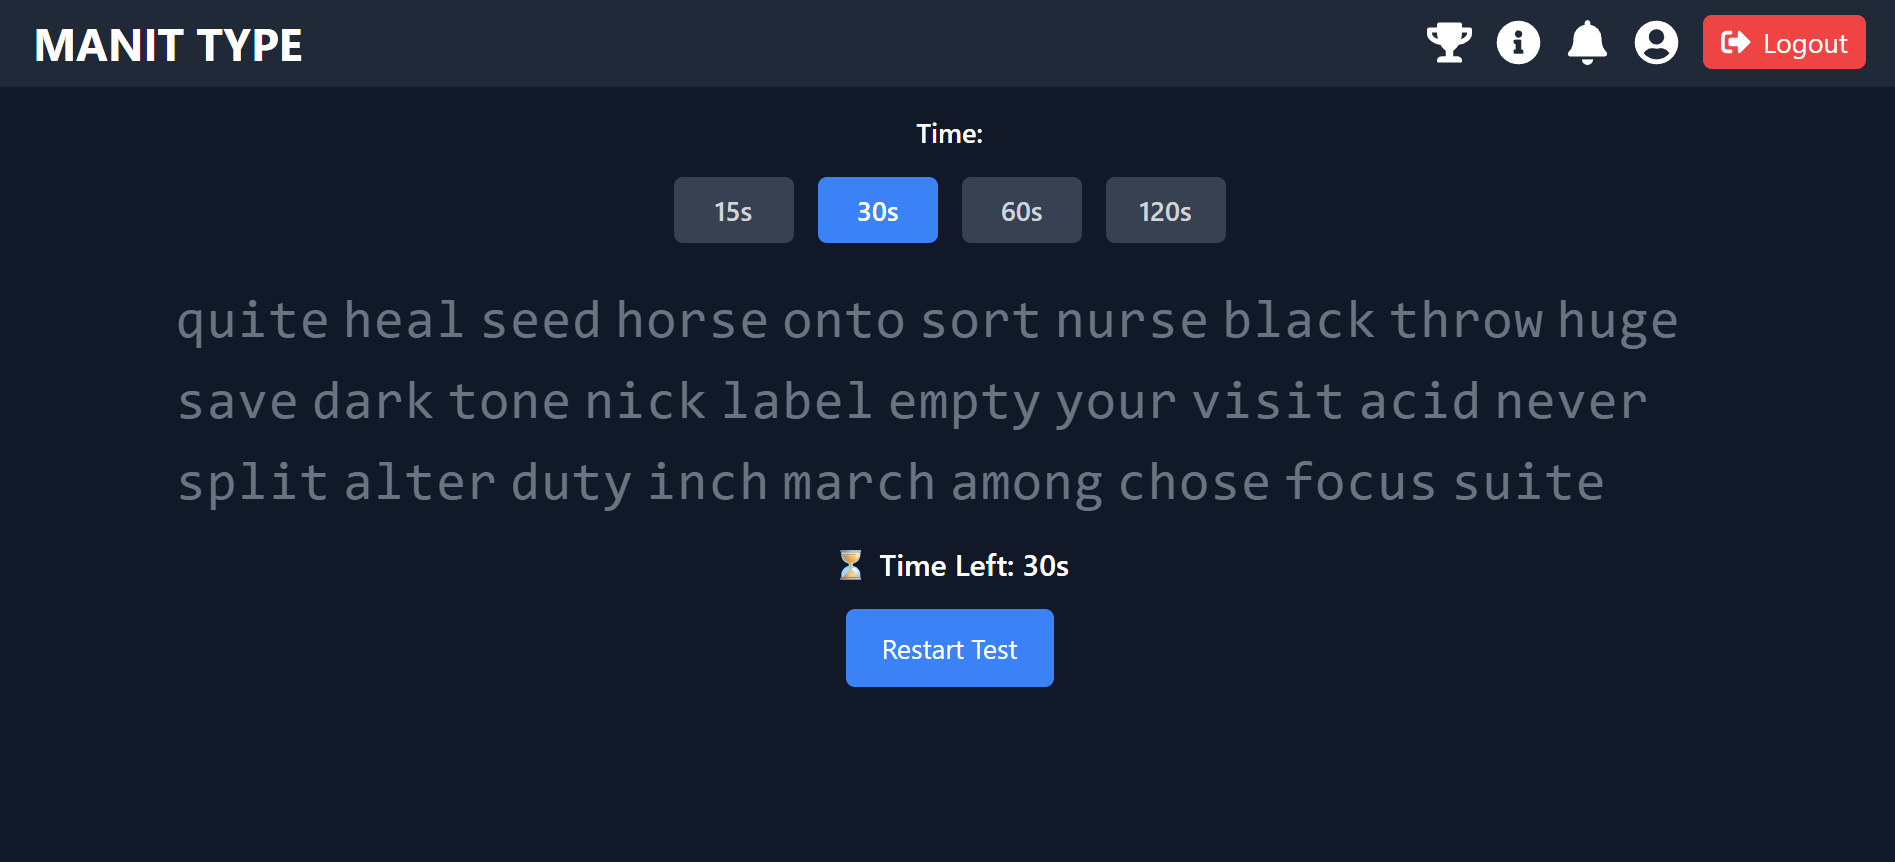 MANIT TYPE
Logout
Time:
15s 30s 60s 120s
quite heal seed horse onto sort nurse black throw huge
save dark tone nick label empty your visit acid never
split alter duty inch march among chose focus suite
⏳ Time Left: 30s
Restart Test